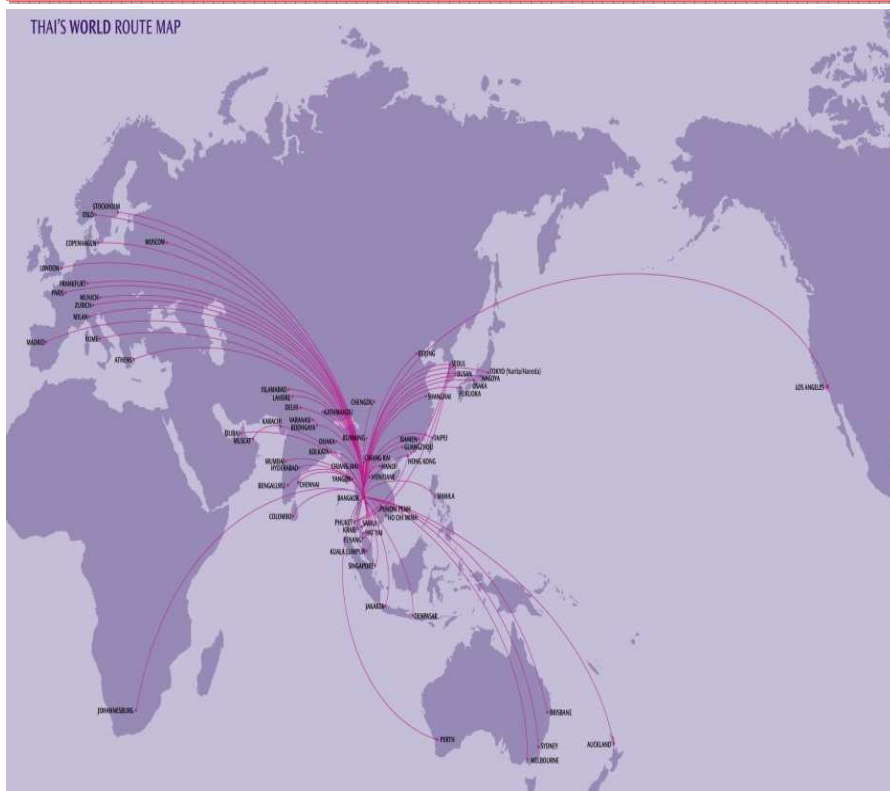 THAI'S WORLD ROUTE MAP
STOCKHOLM
OSLO
COPENHAGEN
MOSCOW
LONDON
FRANKFURT
PARIS
MUNICH
ZURICH
MILAN
MADRID
ROME
ATHENS
BEIJING
SEOUL
BUSAN
TOKYO (Narita/Haneda)
NAGOYA
OSAKA
FUKUOKA
LOS ANGELES
ISLAMABAD
LAHORE
DELHI
KATHMANDU
CHENGDU
SHANGHAI
KARACHI
VARANASI
BODHGAYA
DUBAI
MUSCAT
DHAKA
KUNMING
XIAMEN
TAIPEI
KOLKATA
GUANGZHOU
CHIANG RAI
HONG KONG
MUMBAI
HYDERABAD
CHIANG MAI
HANOI
YANGON
VIENTIANE
BENGALURU
CHENNAI
BANGKOK
MANILA
PHNOM PENH
HO CHI MINH
COLOMBO
PHUKET
SAMUI
KRABI
HAT YAI
PENANG
KUALA LUMPUR
SINGAPORE
JAKARTA
DENPASAR
JOHANNESBURG
PERTH
BRISBANE
SYDNEY
MELBOURNE
AUCKLAND